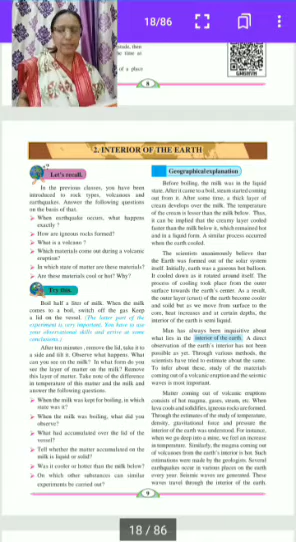 18/86
of a place
8
2. INTERIOR OF THE EARTH
Let's recall.
In the previous classes, you have been
introduced to rock types, volcanoes and
earthquakes. Answer the following questions
on the basis of that.
➤ When earthquake occurs, what happens
exactly ?
➤ How are igneous rocks formed?
➤ What is a volcano ?
➤ Which materials come out during a volcanic
eruption?
➤ In which state of matter are these materials?
➤ Are these materials cool or hot? Why?
Try this.
Boil half a liter of milk. When the milk
comes to a boil, switch off the gas. Keep
a lid on the vessel. (The latter part of the
experiment is very important. You have to use
your observational skills and arrive at some
conclusions.)
After ten minutes, remove the lid, take it to
a side and tilt it. Observe what happens. What
can you see on the milk? In what form do you
see the layer of matter on the milk? Remove
this layer of matter. Take note of the difference
in temperature of this matter and the milk and
answer the following questions.
➤ When the milk was kept for boiling, in which
state was it?
➤ When the milk was boiling, what did you
observe?
➤ What had accumulated over the lid of the
vessel?
➤ Tell whether the matter accumulated on the
milk is liquid or solid?
➤ Was it cooler or hotter than the milk below?
➤ On which other substances can similar
experiments be carried out?
Geographical explanation
Before boiling, the milk was in the liquid
state. After it came to a boil, steam started coming
out from it. After some time, a thick layer of
cream develops over the milk. The temperature
of the cream is lower than the milk below. Thus,
it can be implied that the creamy layer cooled
faster than the milk below it, which remained hot
and in a liquid form. A similar process occurred
when the earth cooled.
The scientists unanimously believe that
the Earth was formed out of the solar system
itself. Initially, earth was a gaseous hot balloon.
It cooled down as it rotated around itself. The
process of cooling took place from the outer
surface towards the earth's centre. As a result,
the outer layer (crust) of the earth became cooler
and solid but as we move from surface to the
core, heat increases and at certain depths, the
interior of the earth is semi liquid.
Man has always been inquisitive about
what lies in the interior of the earth. A direct
observation of the earth's interior has not been
possible as yet. Through various methods, the
scientists have tried to estimate about the same.
To infer about these, study of the materials
coming out of a volcanic eruption and the seismic
waves is most important.
Matter coming out of volcanic eruptions
consists of hot magma, gases, steam, etc. When
lava cools and solidifies, igneous rocks are formed.
Through the estimates of the study of temperature,
density, gravitational force and pressure the
interior of the earth was understood. For instance,
when we go deep into a mine, we feel an increase
in temperature. Similarly, the magma coming out
of volcanoes from the earth's interior is hot. Such
estimations were made by the geologists. Several
earthquakes occur in various places on the earth
every year. Seismic waves are generated. These
waves travel through the interior of the earth.
9
18 / 86